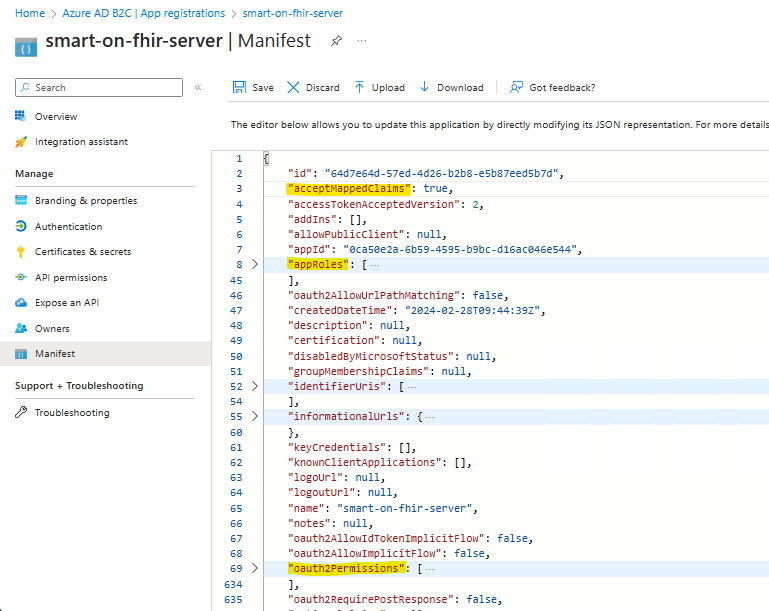 Home > Azure AD B2C | App registrations > smart-on-fhir-server
smart-on-fhir-server | Manifest ...
Search «
Overview
Integration assistant
Manage
Branding & properties
Authentication
Certificates & secrets
API permissions
Expose an API
Owners
Manifest
Support + Troubleshooting
Troubleshooting
Save Discard Upload Download Got feedback?
The editor below allows you to update this application by directly modifying its JSON representation. For more details
1 {
2 "id": "64d7e64d-57ed-4d26-b2b8-e5b87eed5b7d",
3 "acceptMappedClaims": true,
4 "accessTokenAcceptedVersion": 2,
5 "addIns": [],
6 "allowPublicClient": null,
7 "appId": "0ca50e2a-6b59-4595-b9bc-d16ac046e544",
8 > "appRoles": [ ...
45 ],
46 "oauth2AllowUrlPathMatching": false,
47 "createdDateTime": "2024-02-28T09:44:39Z",
48 "description": null,
49 "certification": null,
50 "disabledByMicrosoftStatus": null,
51 "groupMembershipClaims": null,
52 > "identifierUris": [ ...
54 ],
55 > "informationalUrls": { ...
60 },
61 "keyCredentials": [],
62 "knownClientApplications": [],
63 "logoUrl": null,
64 "logoutUrl": null,
65 "name": "smart-on-fhir-server",
66 "notes": null,
67 "oauth2AllowIdTokenImplicitFlow": false,
68 "oauth2AllowImplicitFlow": false,
69 > "oauth2Permissions": [ ...
634 ],
635 "oauth2RequirePostResponse": false,